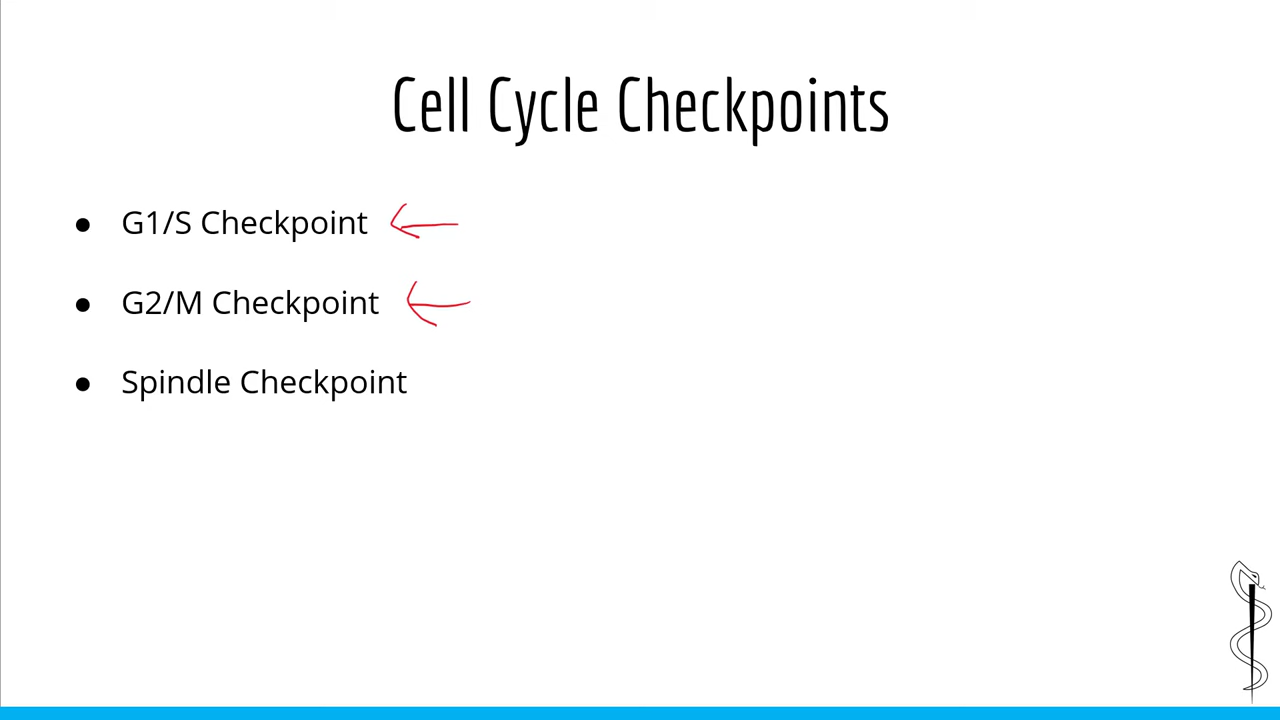 Cell Cycle Checkpoints
● G1/S Checkpoint
● G2/M Checkpoint
● Spindle Checkpoint